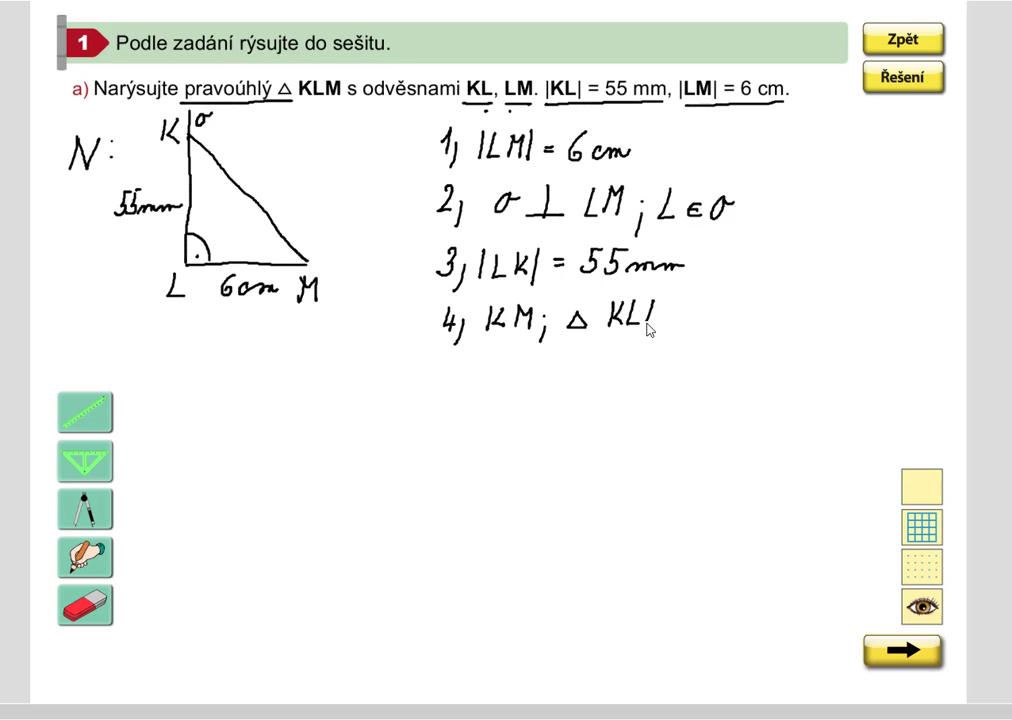 1 Podle zadání rýsujte do sešitu.
Zpět
Řešení
a) Narýsujte pravoúhlý △ KLM s odvěsnami KL, LM. |KL| = 55 mm, |LM| = 6 cm.
N:
K
σ
55mm
L 6cm M
1, |LM| = 6 cm
2, σ ⊥ LM ; L ∈ σ
3, |LK| = 55 mm
4, KM; △ KL